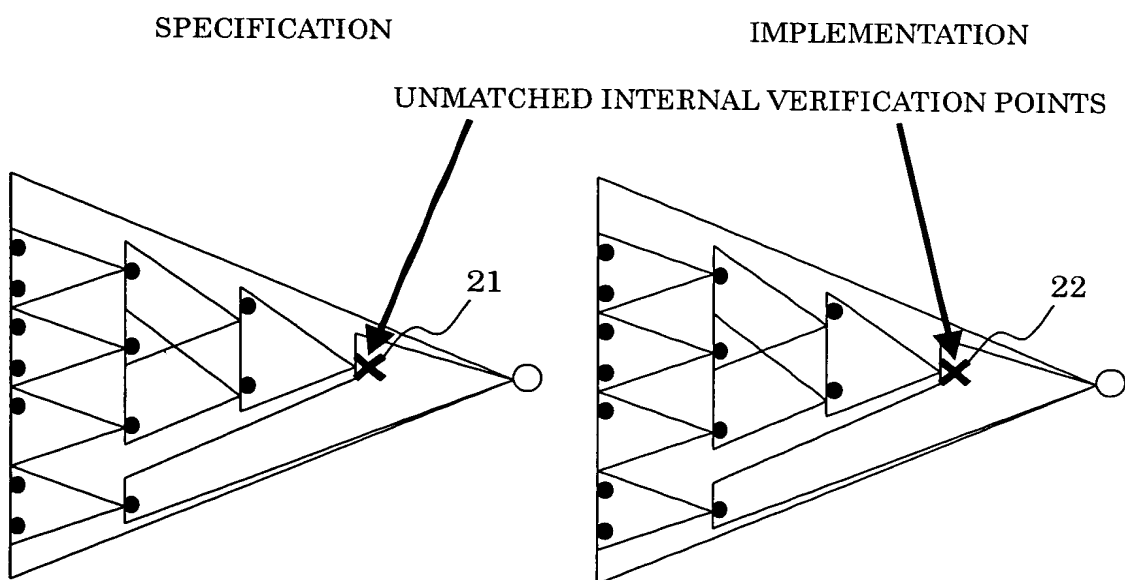 SPECIFICATION
IMPLEMENTATION
UNMATCHED INTERNAL VERIFICATION POINTS
21
22